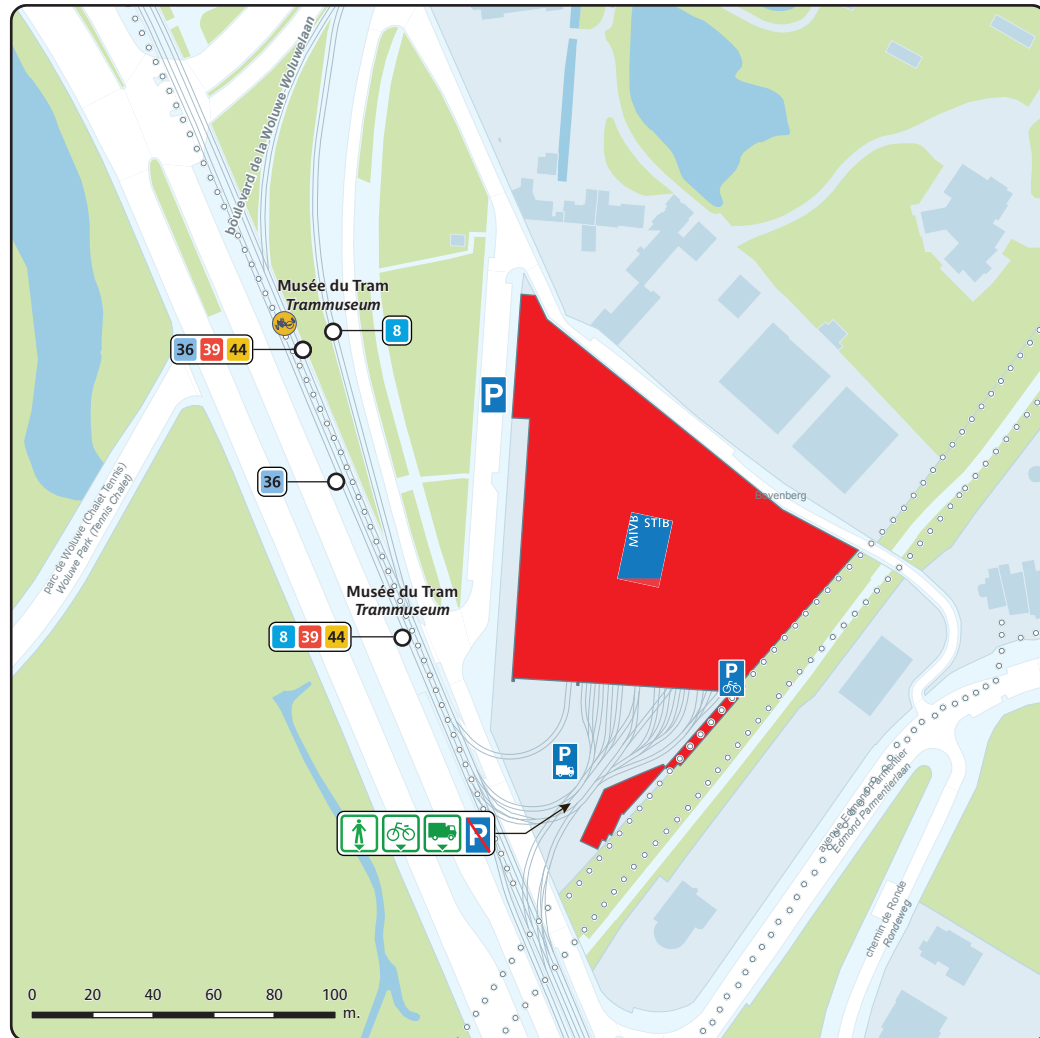 boulevard de la Woluwe Woluwelaan
Musée du Tram
Trammuseum
8
36 39 44
P
36
parc de Woluwe (Chalet Tennis)
Woluwe Park (Tennis Chalet)
Bovenberg
MIVB
STIB
Musée du Tram
Trammuseum
8 39 44
P
P
P
avenue Edmond Parmentier
Edmond Parmentierlaan
chemin de Ronde
Rondeweg
0 20 40 60 80 100
m.